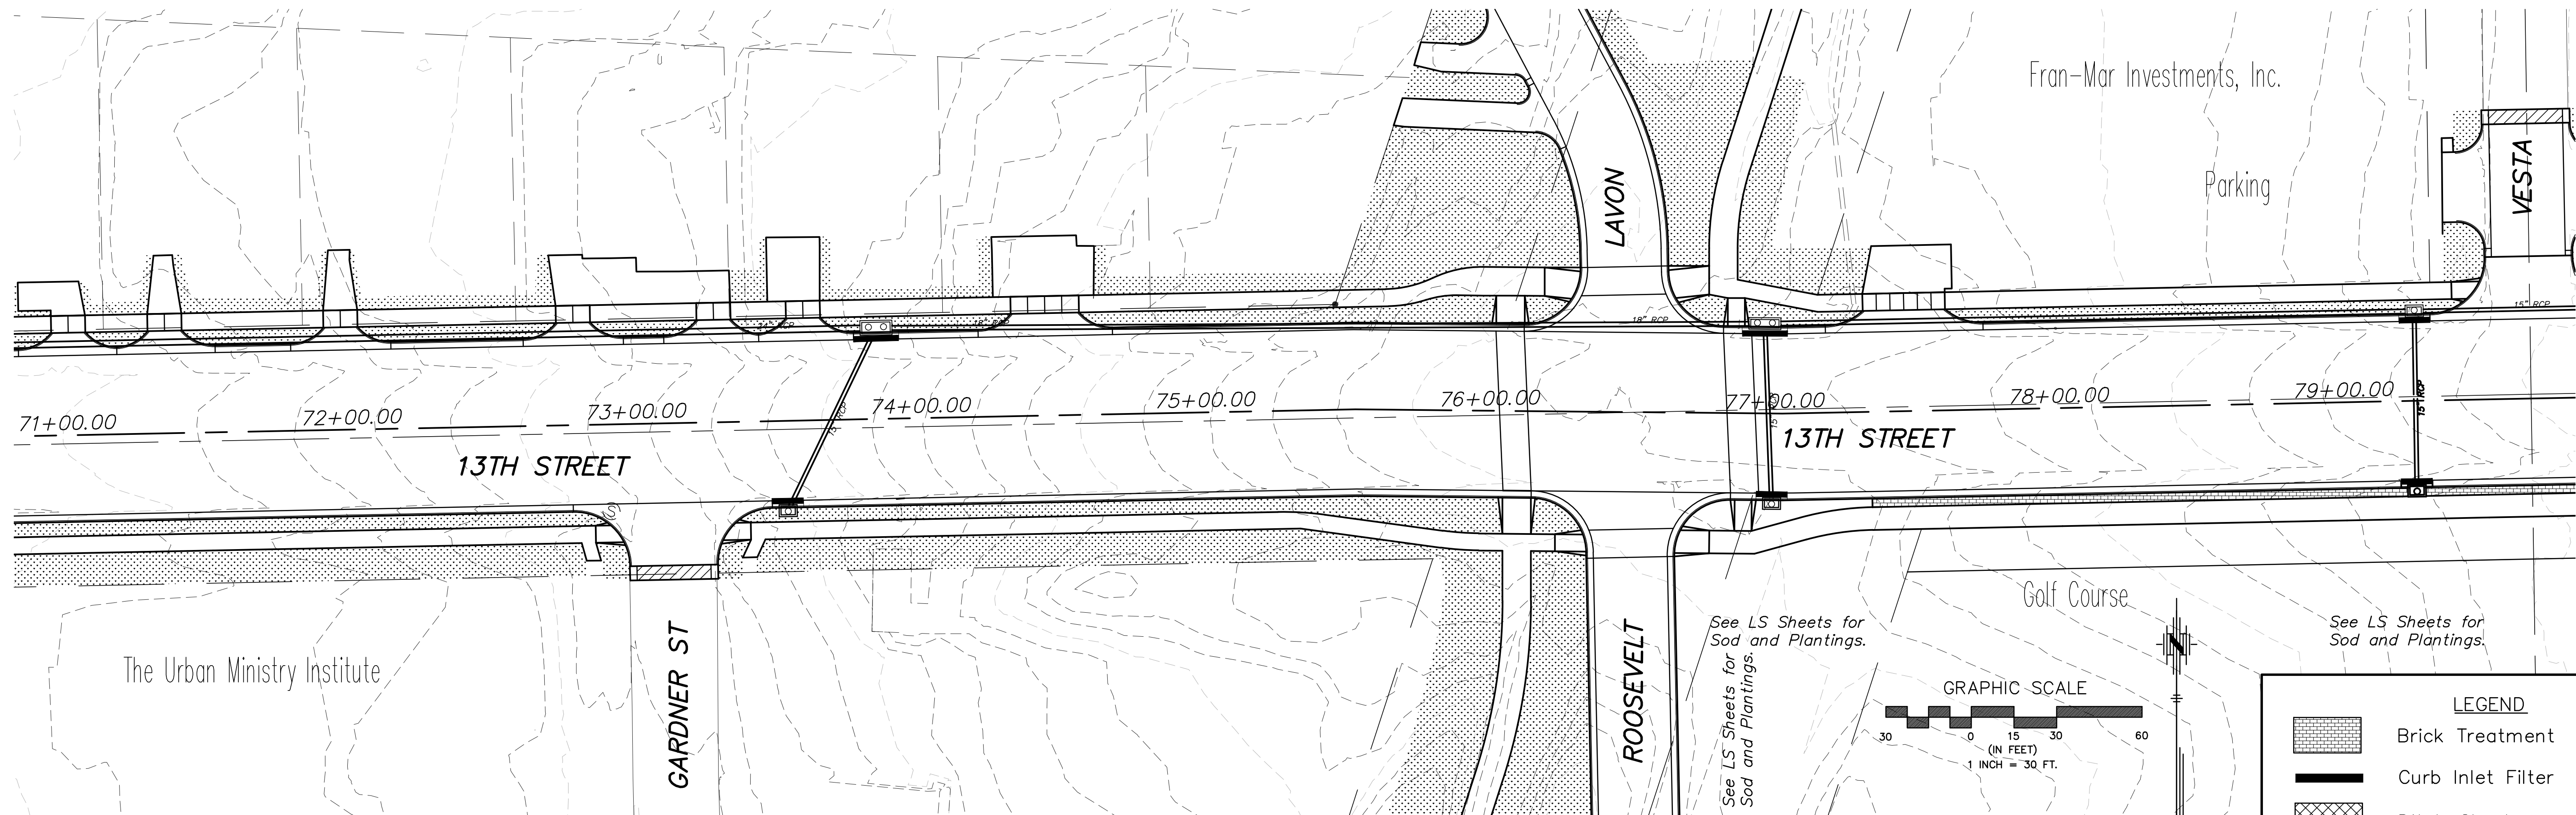 Fran-Mar Investments, Inc.
Parking
VESTA
LAVON
18" RCP
15" RCP
71+00.00
72+00.00
73+00.00
74+00.00
75+00.00
76+00.00
77+00.00
78+00.00
79+00.00
15" RCP
15" RCP
13TH STREET
13TH STREET
S
The Urban Ministry Institute
GARDNER ST
ROOSEVELT
Golf Course
See LS Sheets for
Sod and Plantings.
See LS Sheets for
Sod and Plantings.
See LS Sheets for
Sod and Plantings.
N
GRAPHIC SCALE
30 0 15 30 60
(IN FEET)
1 INCH = 30 FT.
LEGEND
Brick Treatment
Curb Inlet Filter